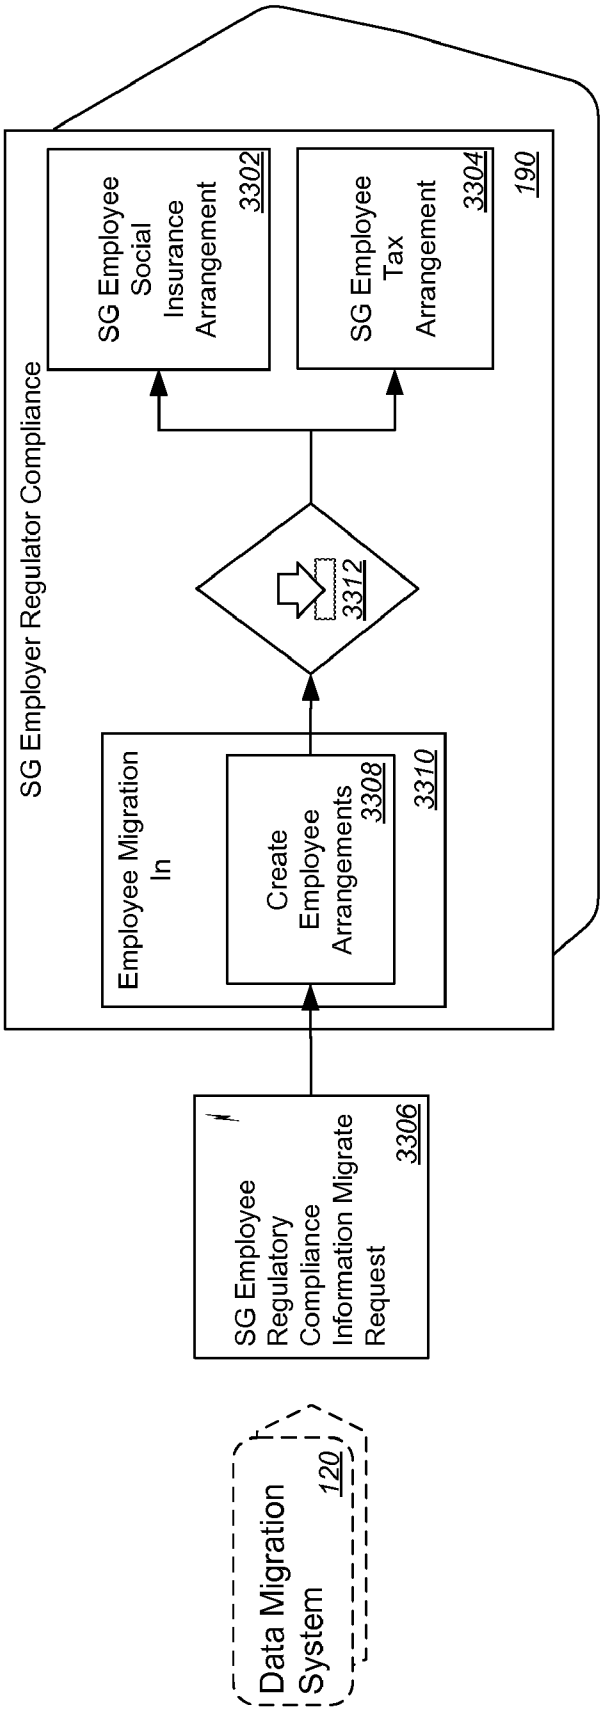 SG Employer Regulator Compliance
Data Migration
System
120
SG Employee
Regulatory
Compliance
Information Migrate
Request
3306
Employee Migration
In
Create
Employee
Arrangements
3308
3310
3312
SG Employee
Social
Insurance
Arrangement
3302
SG Employee
Tax
Arrangement
3304
190